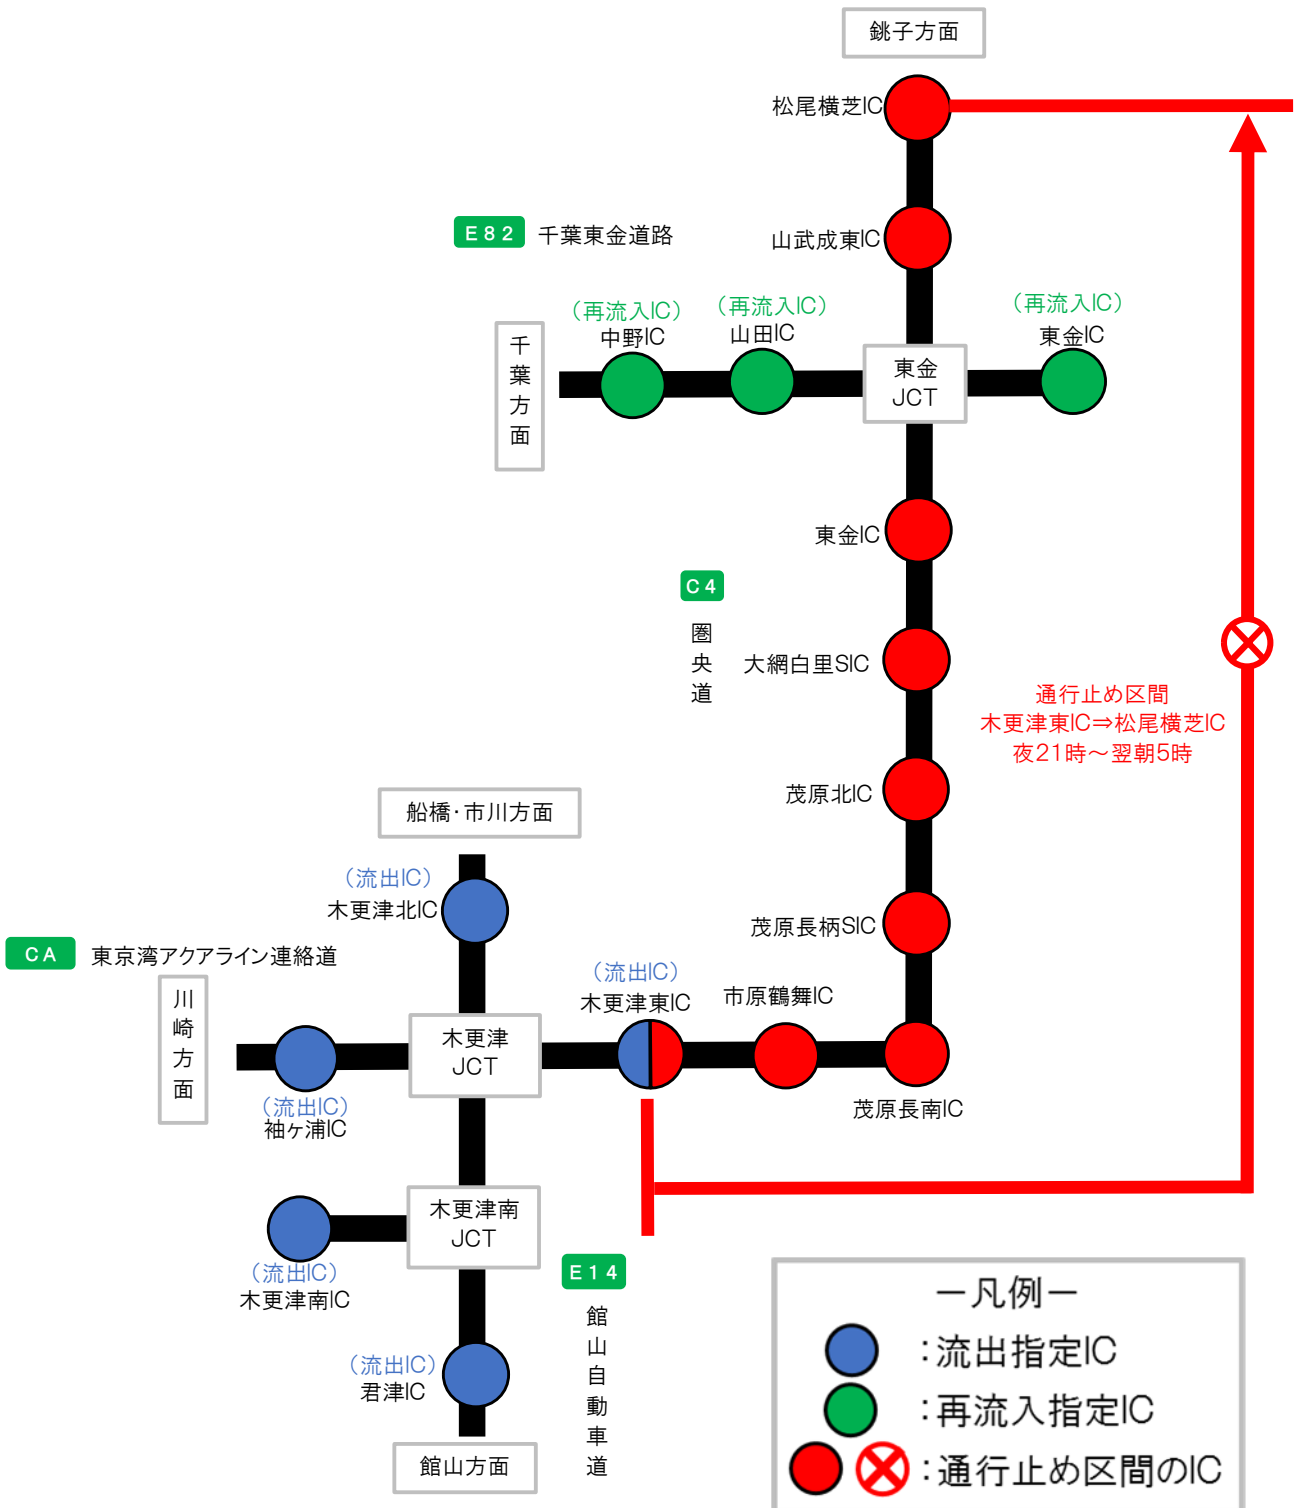 銚子方面
松尾横芝IC
E82 千葉東金道路
山武成東IC
(再流入IC)
中野IC
(再流入IC)
山田IC
(再流入IC)
東金IC
千葉方面
東金
JCT
東金IC
C4
圏央道
大網白里SIC
通行止め区間
木更津東IC⇒松尾横芝IC
夜21時～翌朝5時
茂原北IC
船橋・市川方面
(流出IC)
木更津北IC
茂原長柄SIC
CA 東京湾アクアライン連絡道
川崎方面
(流出IC)
木更津東IC
市原鶴舞IC
木更津
JCT
(流出IC)
袖ヶ浦IC
茂原長南IC
木更津南
JCT
(流出IC)
木更津南IC
E14
館山自動車道
(流出IC)
君津IC
館山方面
－凡例－
：流出指定IC
：再流入指定IC
：通行止め区間のIC